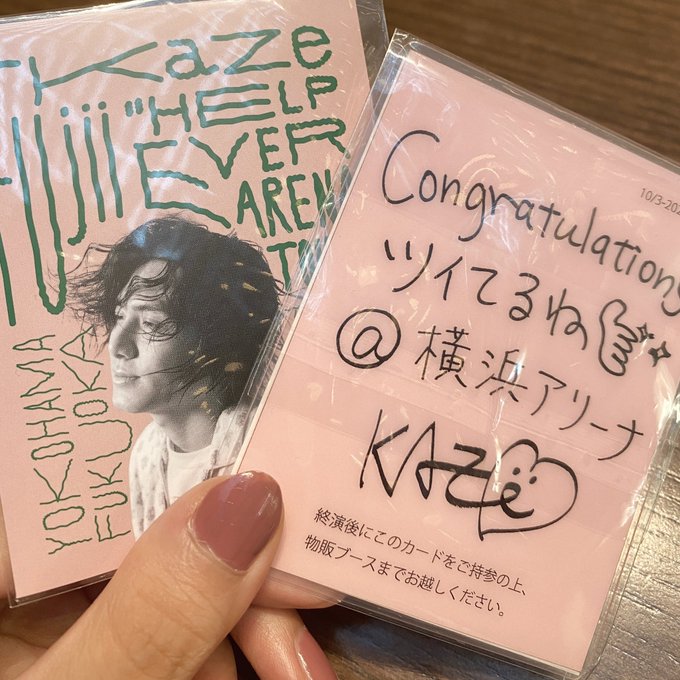 Kaze
Fujii "HELP
EVER
AREN
YOKOHAMA
FUKUOKA
10/3-202
Congratulations
ツイてるね
@横浜アリーナ
KAZE
終演後にこのカードをご持参の上、
物販ブースまでお越しください。